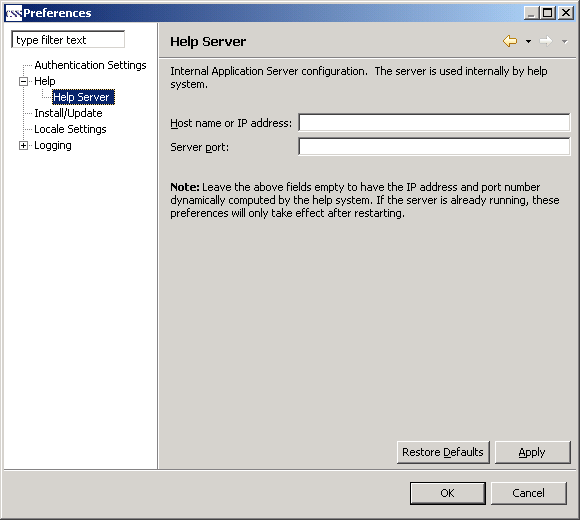 css Preferences
type filter text
Authentication Settings
Help
Help Server
Install/Update
Locale Settings
Logging
Help Server
Internal Application Server configuration.  The server is used internally by help
system.
Host name or IP address:
Server port:
Note: Leave the above fields empty to have the IP address and port number
dynamically computed by the help system. If the server is already running, these
preferences will only take effect after restarting.
Restore Defaults
Apply
OK
Cancel